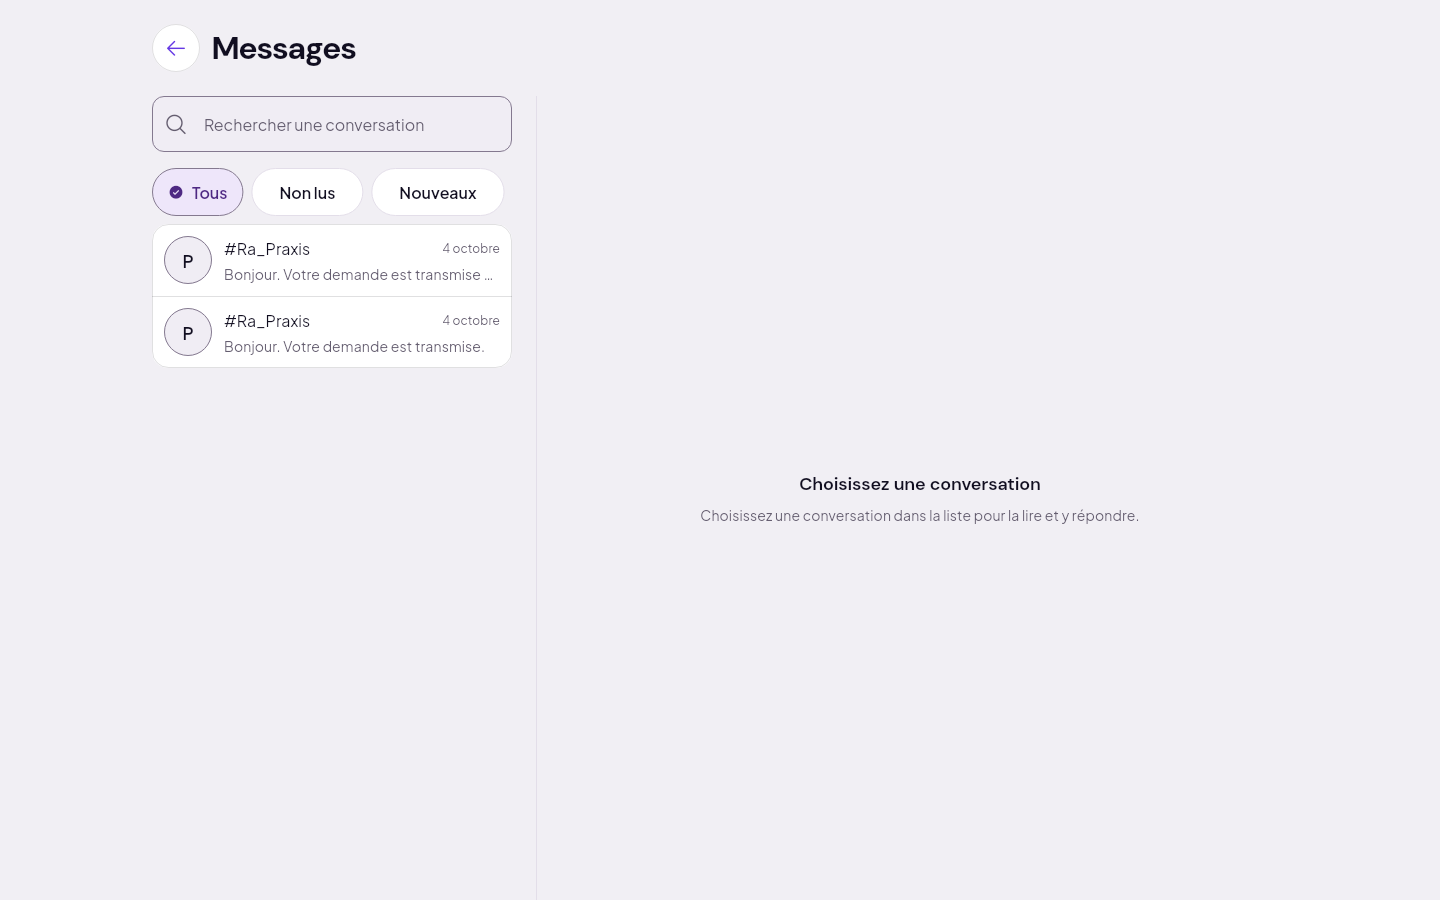 Messages
Rechercher une conversation
Tous
Non lus
Nouveaux
P
#Ra_Praxis
4 octobre
Bonjour. Votre demande est transmise ...
P
#Ra_Praxis
4 octobre
Bonjour. Votre demande est transmise.
Choisissez une conversation
Choisissez une conversation dans la liste pour la lire et y répondre.